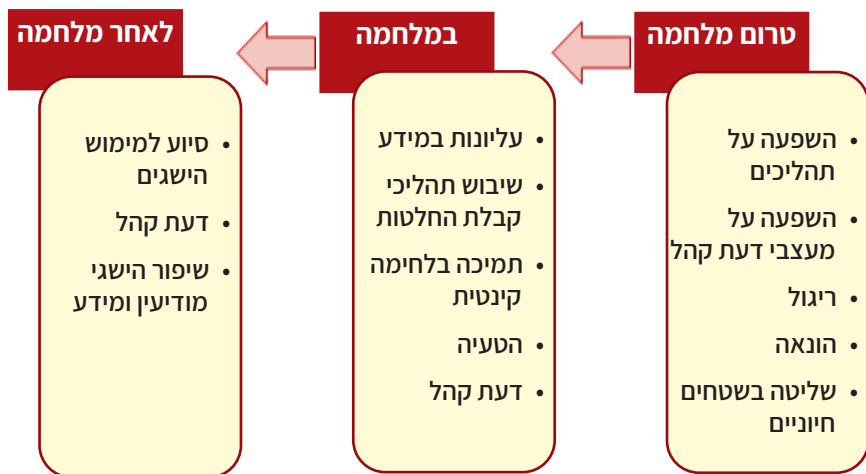 טרום מלחמה
• השפעה על
תהליכים
• השפעה על
מעצבי דעת קהל
• ריגול
• הונאה
• שליטה בשטחים
חיוניים
במלחמה
• עליונות במידע
• שיבוש תהליכי
קבלת החלטות
• תמיכה בלחימה
קינטית
• הטעיה
• דעת קהל
לאחר מלחמה
• סיוע למימוש
הישגים
• דעת קהל
• שיפור הישגי
מודיעין ומידע